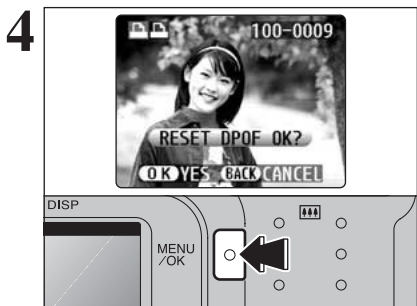 4
100-0009
RESET DPOF OK?
OK YES BACK CANCEL
DISP
MENU
/OK